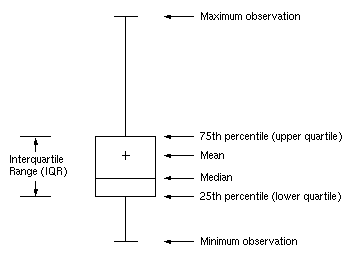 Maximum observation
75th percentile (upper quartile)
Interquartile
Range (IQR)
Mean
Median
25th percentile (lower quartile)
Minimum observation